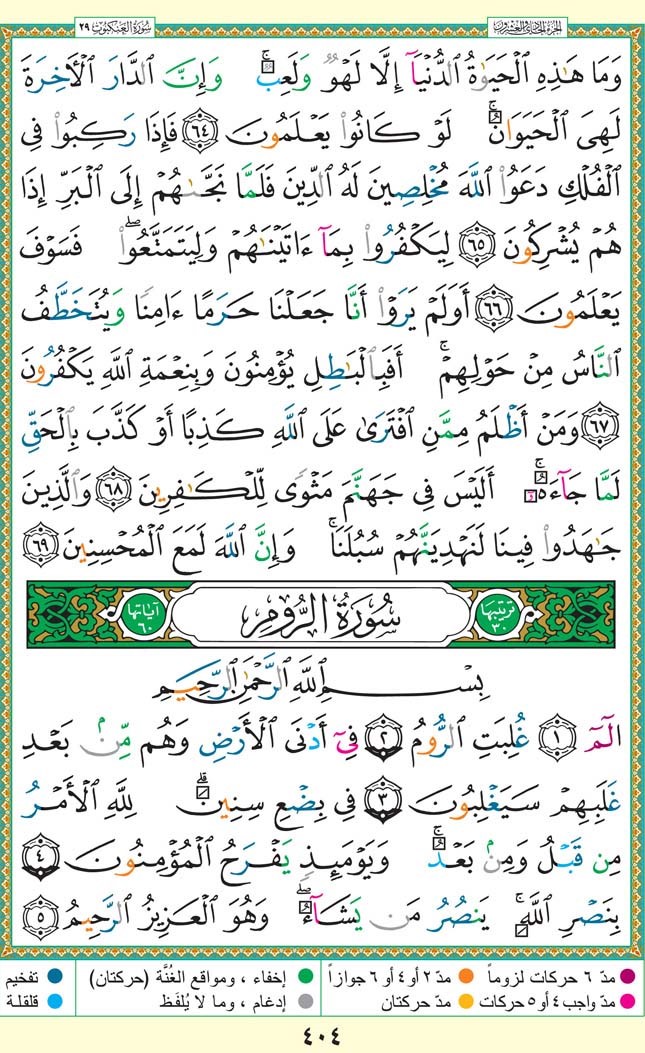 الجزء الحادي والعشرون
سُورَةُ العَنكَبُوت ٢٩
وَمَا هَـٰذِهِ ٱلْحَيَوٰةُ ٱلدُّنْيَآ إِلَّا لَهْوٌ وَلَعِبٌ ۚ وَإِنَّ ٱلدَّارَ ٱلْأَخِرَةَ
لَهِىَ ٱلْحَيَوَانُ ۚ لَوْ كَانُوا۟ يَعْلَمُونَ ٦٤ فَإِذَا رَكِبُوا۟ فِى
ٱلْفُلْكِ دَعَوُا۟ ٱللَّهَ مُخْلِصِينَ لَهُ ٱلدِّينَ فَلَمَّا نَجَّىٰهُمْ إِلَى ٱلْبَرِّ إِذَا
هُمْ يُشْرِكُونَ ٦٥ لِيَكْفُرُوا۟ بِمَآ ءَاتَيْنَـٰهُمْ وَلِيَتَمَتَّعُوا۟ ۖ فَسَوْفَ
يَعْلَمُونَ ٦٦ أَوَلَمْ يَرَوْا۟ أَنَّا جَعَلْنَا حَرَمًا ءَامِنًا وَيُتَخَطَّفُ
ٱلنَّاسُ مِنْ حَوْلِهِمْ ۚ أَفَبِٱلْبَـٰطِلِ يُؤْمِنُونَ وَبِنِعْمَةِ ٱللَّهِ يَكْفُرُونَ
٦٧ وَمَنْ أَظْلَمُ مِمَّنِ ٱفْتَرَىٰ عَلَى ٱللَّهِ كَذِبًا أَوْ كَذَّبَ بِٱلْحَقِّ
لَمَّا جَآءَهُۥٓ ۚ أَلَيْسَ فِى جَهَنَّمَ مَثْوًى لِّلْكَـٰفِرِينَ ٦٨ وَٱلَّذِينَ
جَـٰهَدُوا۟ فِينَا لَنَهْدِيَنَّهُمْ سُبُلَنَا ۚ وَإِنَّ ٱللَّهَ لَمَعَ ٱلْمُحْسِنِينَ ٦٩
ترتيبها ٣٠ سُورَةُ الرُّومِ آياتها ٦٠
بِسْمِ ٱللَّهِ ٱلرَّحْمَـٰنِ ٱلرَّحِيمِ
الٓمٓ ١ غُلِبَتِ ٱلرُّومُ ٢ فِىٓ أَدْنَى ٱلْأَرْضِ وَهُم مِّنۢ بَعْدِ
غَلَبِهِمْ سَيَغْلِبُونَ ٣ فِى بِضْعِ سِنِينَ ۗ لِلَّهِ ٱلْأَمْرُ
مِن قَبْلُ وَمِنۢ بَعْدُ ۚ وَيَوْمَئِذٍ يَفْرَحُ ٱلْمُؤْمِنُونَ ٤
بِنَصْرِ ٱللَّهِ ۚ يَنصُرُ مَن يَشَآءُ ۖ وَهُوَ ٱلْعَزِيزُ ٱلرَّحِيمُ ٥
مدّ ٦ حركات لزوماً مدّ ٢ أو ٤ أو ٦ جوازاً إخفاء ، ومواقع الغُنَّة (حركتان) تفخيم
مدّ واجب ٤ أو ٥ حركات مدّ حركتان إدغام ، وما لا يُلفَظ قلقلة
٤٠٤